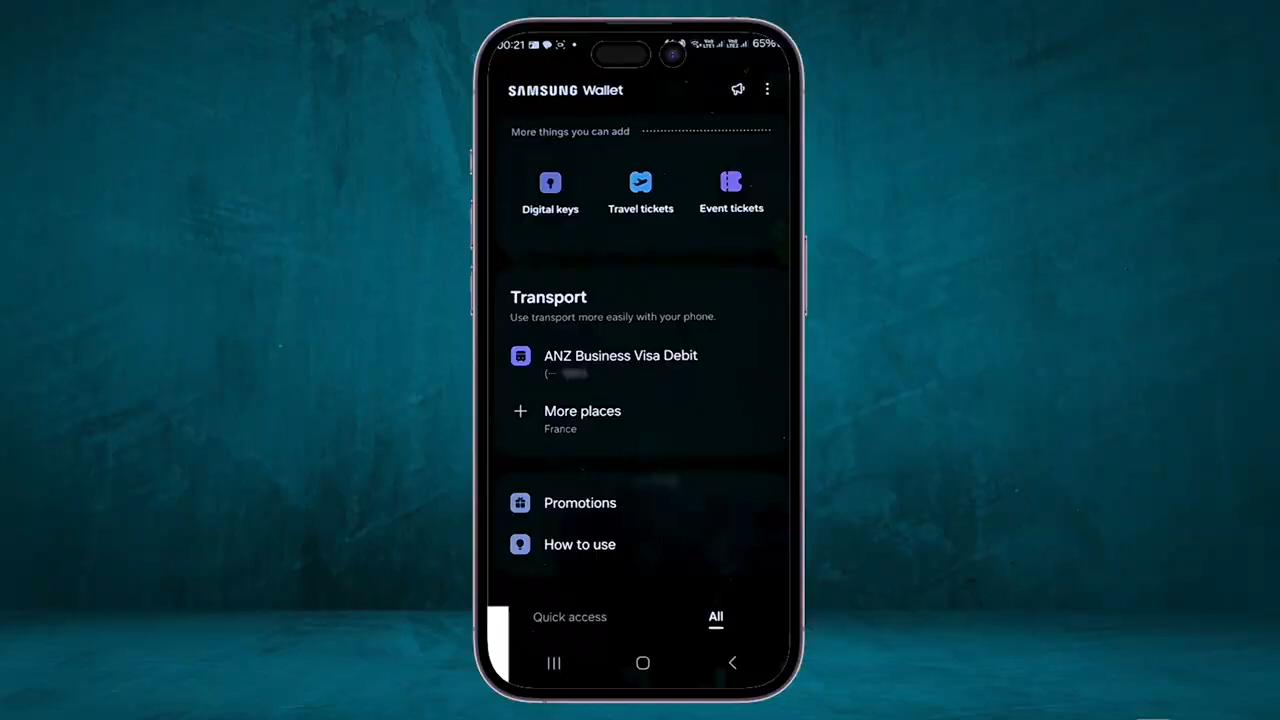 00:21 65%
SAMSUNG Wallet
More things you can add
Digital keys Travel tickets Event tickets
Transport
Use transport more easily with your phone.
ANZ Business Visa Debit
(···
More places
France
Promotions
How to use
Quick access All